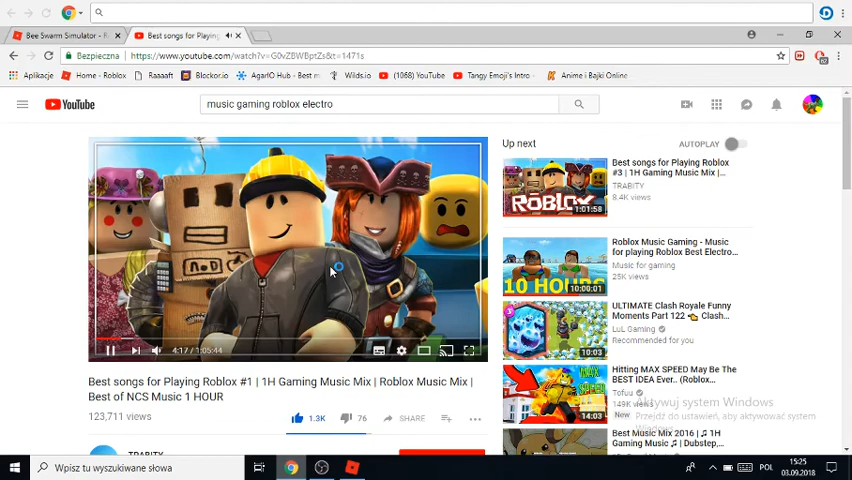 Bee Swarm Simulator - R
Best songs for Playing
Bezpieczna
https://www.youtube.com/watch?v=G0vZBWBptZs&t=1471s
Aplikacje
Home - Roblox
Raaaft
Blockor.io
AgarIO Hub - Best m
Wilds.io
(1068) YouTube
Tangy Emoji's Intro -
Anime i Bajki Online
YouTube
music gaming roblox electro
Up next
AUTOPLAY
Best songs for Playing Roblox
#3 | 1H Gaming Music Mix |...
TRABITY
8.4K views
ROBLOX
1:01:58
Roblox Music Gaming - Music
for playing Roblox Best Electro...
Music for gaming
25K views
10 HOURS
10:00:01
ULTIMATE Clash Royale Funny
Moments Part 122 👊 Clash...
LuL Gaming
Recommended for you
10:03
NOOB
4:17 / 1:05:44
Best songs for Playing Roblox #1 | 1H Gaming Music Mix | Roblox Music Mix |
Best of NCS Music 1 HOUR
123,711 views
1.3K
76
SHARE
Hitting MAX SPEED May Be The
BEST IDEA Ever.. (Roblox...
Tofuu
149K views
New
14:03
Best Music Mix 2016 | ♫ 1H
Gaming Music ♫ | Dubstep,...
Aktywuj system Windows
Przejdź do ustawień, aby aktywować system
Windows.
TRABITY
Wpisz tu wyszukiwane słowa
POL
15:25
03.09.2018